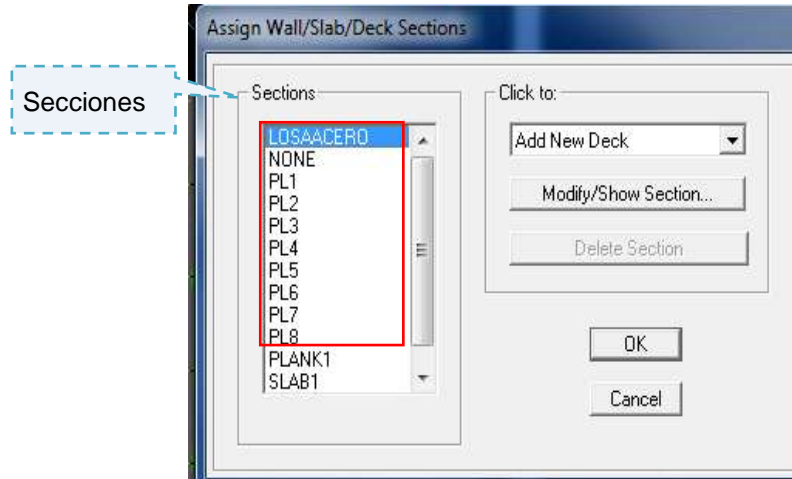 Assign Wall/Slab/Deck Sections
Secciones
Sections
LOSAACERO
NONE
PL1
PL2
PL3
PL4
PL5
PL6
PL7
PL8
PLANK1
SLAB1
Click to:
Add New Deck
Modify/Show Section...
Delete Section
OK
Cancel